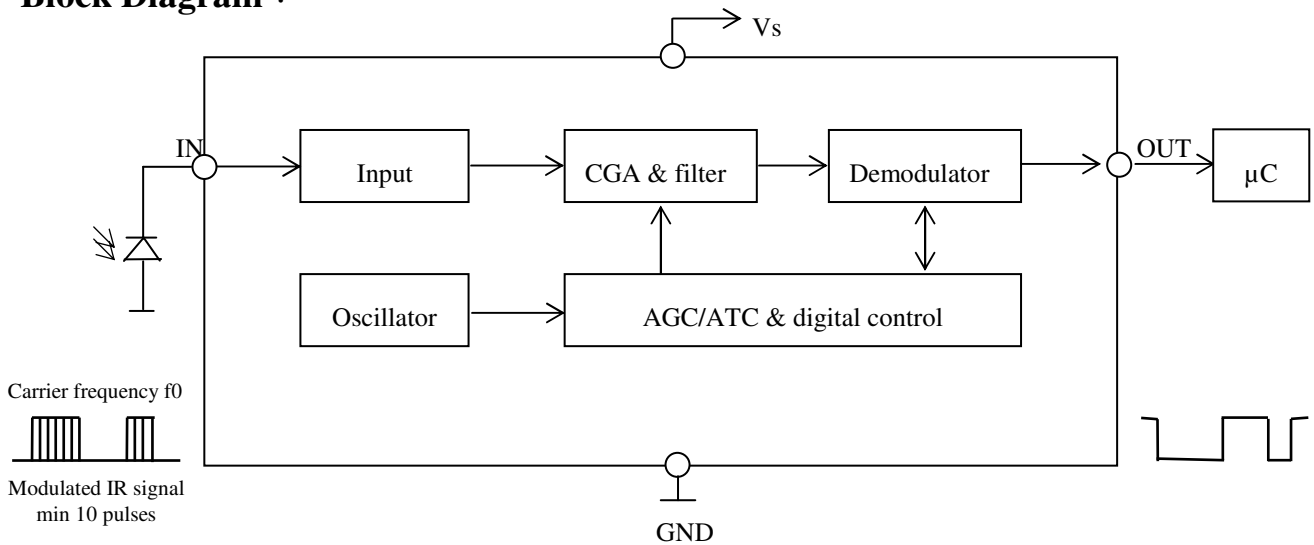 Block Diagram :
Vs
IN
Input
CGA & filter
Demodulator
OUT
µC
Oscillator
AGC/ATC & digital control
Carrier frequency f0
Modulated IR signal
min 10 pulses
GND